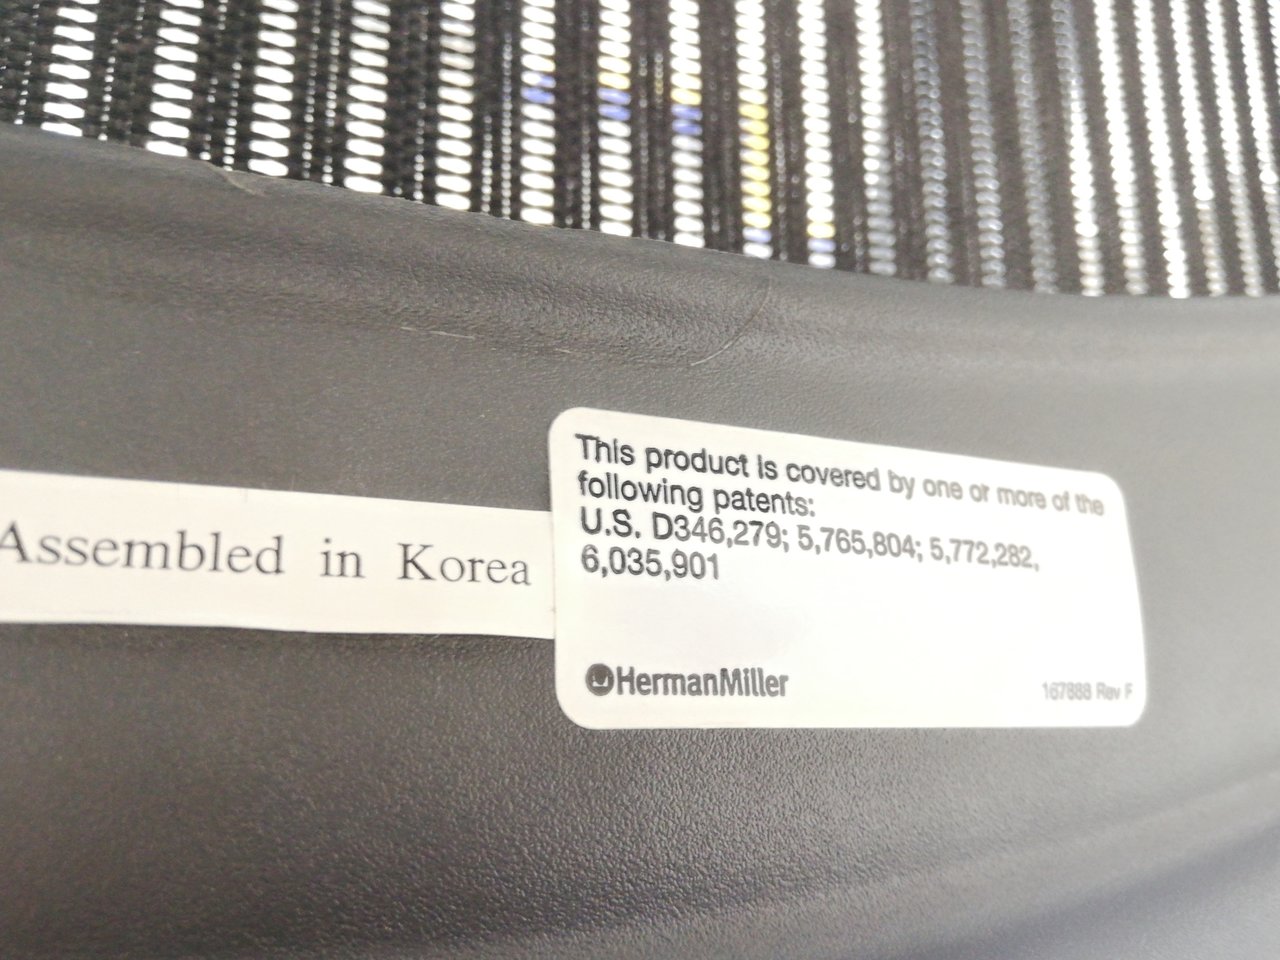 Assembled in Korea
This product is covered by one or more of the
following patents:
U.S. D346,279; 5,765,804; 5,772,282,
6,035,901
HermanMiller
167888 Rev F